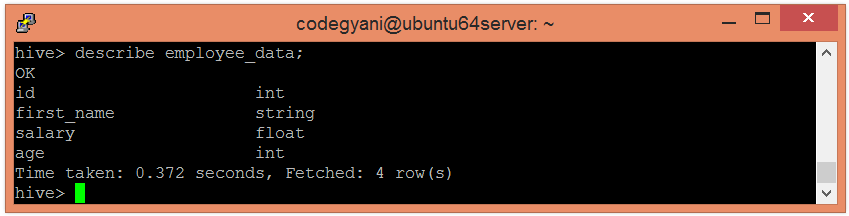 codegyani@ubuntu64server: ~
hive> describe employee_data;
OK
id                      int
first_name              string
salary                  float
age                     int
Time taken: 0.372 seconds, Fetched: 4 row(s)
hive>